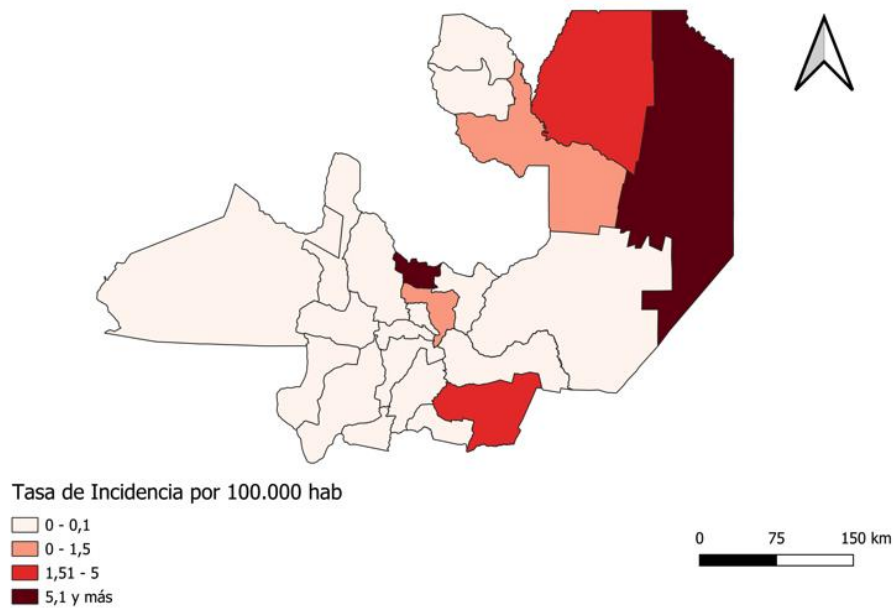 Tasa de Incidencia por 100.000 hab
0 - 0,1
0 - 1,5
1,51 - 5
5,1 y más
0 75 150 km